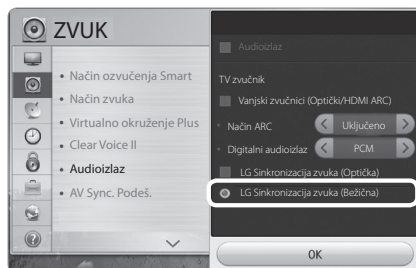 ZVUK
Način ozvučenja Smart
Način zvuka
Virtualno okruženje Plus
Clear Voice II
Audioizlaz
AV Sync. Podeš.
Audioizlaz
TV zvučnik
Vanjski zvučnici (Optički/HDMI ARC)
Način ARC
Uključeno
Digitalni audioizlaz
PCM
LG Sinkronizacija zvuka (Optička)
LG Sinkronizacija zvuka (Bežična)
OK